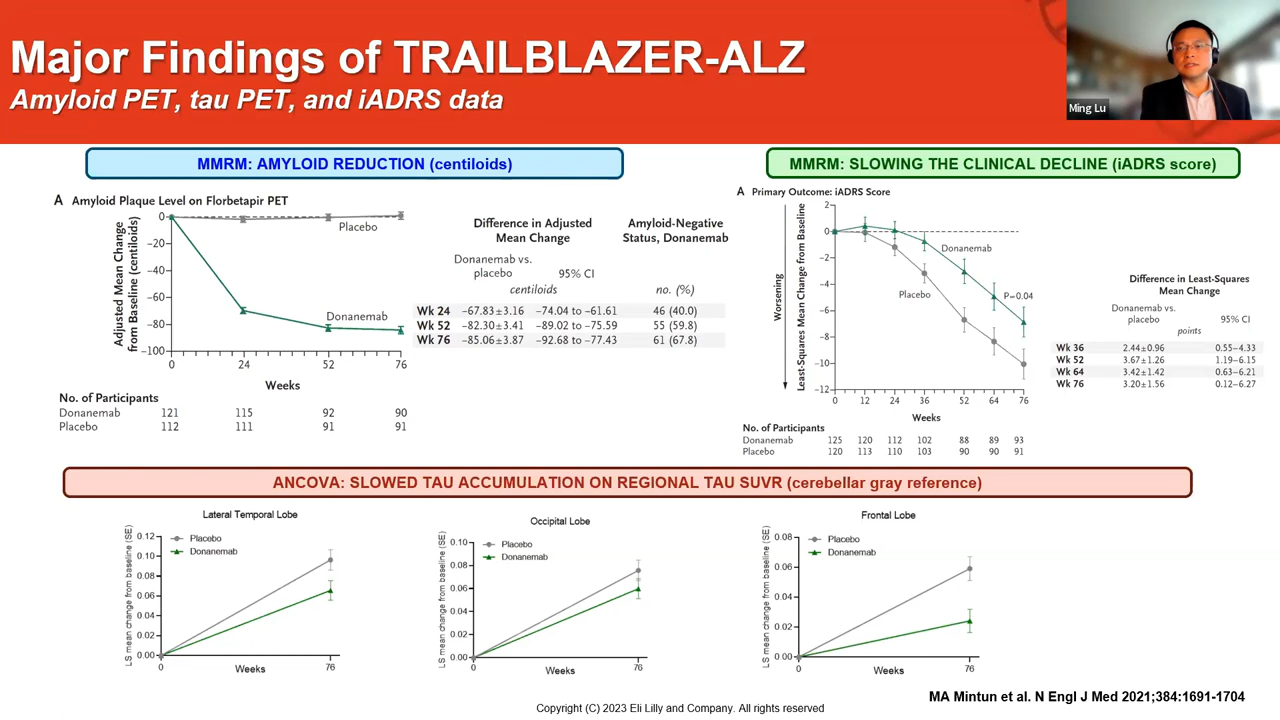 Major Findings of TRAILBLAZER-ALZ
Amyloid PET, tau PET, and iADRS data
Ming Lu
MMRM: AMYLOID REDUCTION (centiloids)
A Amyloid Plaque Level on Florbetapir PET
Adjusted Mean Change
from Baseline (centiloids)
0
−20
−40
−60
−80
−100
Placebo
Donanemab
0 24 52 76
Weeks
Difference in Adjusted
Mean Change
Amyloid-Negative
Status, Donanemab
Donanemab vs.
placebo
95% CI
centiloids
no. (%)
Wk 24 −67.83±3.16 −74.04 to −61.61 46 (40.0)
Wk 52 −82.30±3.41 −89.02 to −75.59 55 (59.8)
Wk 76 −85.06±3.87 −92.68 to −77.43 61 (67.8)
No. of Participants
Donanemab 121 115 92 90
Placebo 112 111 91 91
MMRM: SLOWING THE CLINICAL DECLINE (iADRS score)
A Primary Outcome: iADRS Score
Worsening
Least-Squares Mean Change from Baseline
2
0
−2
−4
−6
−8
−10
−12
Donanemab
Placebo
P=0.04
0 12 24 36 52 64 76
Weeks
Difference in Least-Squares
Mean Change
Donanemab vs.
placebo
95% CI
points
Wk 36 2.44±0.96 0.55–4.33
Wk 52 3.67±1.26 1.19–6.15
Wk 64 3.42±1.42 0.63–6.21
Wk 76 3.20±1.56 0.12–6.27
No. of Participants
Donanemab 125 120 112 102 88 89 93
Placebo 120 113 110 103 90 90 91
ANCOVA: SLOWED TAU ACCUMULATION ON REGIONAL TAU SUVR (cerebellar gray reference)
Lateral Temporal Lobe
LS mean change from baseline (SE)
0.12
0.10
0.08
0.06
0.04
0.02
0.00
Placebo
Donanemab
0 76
Weeks
Occipital Lobe
LS mean change from baseline (SE)
0.10
0.08
0.06
0.04
0.02
0.00
Placebo
Donanemab
0 76
Weeks
Frontal Lobe
LS mean change from baseline (SE)
0.08
0.06
0.04
0.02
0.00
Placebo
Donanemab
0 76
Weeks
MA Mintun et al. N Engl J Med 2021;384:1691-1704
Copyright (C) 2023 Eli Lilly and Company. All rights reserved